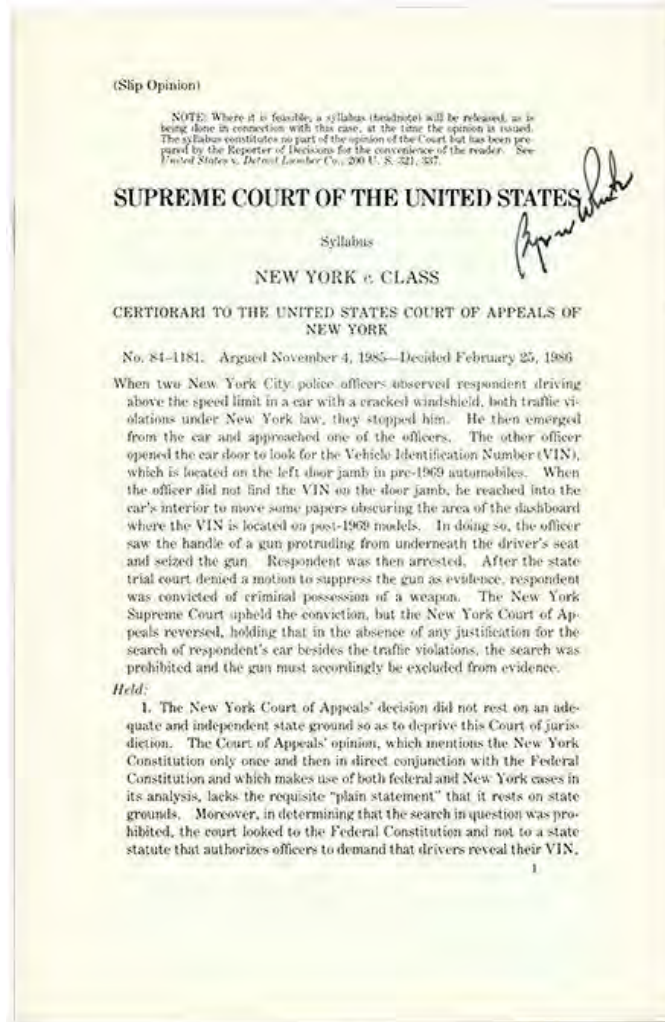 (Slip Opinion)
NOTE: Where it is feasible, a syllabus (headnote) will be released, as is
being done in connection with this case, at the time the opinion is issued.
The syllabus constitutes no part of the opinion of the Court but has been pre-
pared by the Reporter of Decisions for the convenience of the reader. See
United States v. Detroit Lumber Co., 200 U. S. 321, 337.
SUPREME COURT OF THE UNITED STATES
Byron White
Syllabus
NEW YORK v. CLASS
CERTIORARI TO THE UNITED STATES COURT OF APPEALS OF
NEW YORK
No. 84–1181. Argued November 4, 1985—Decided February 25, 1986
When two New York City police officers observed respondent driving
above the speed limit in a car with a cracked windshield, both traffic vi-
olations under New York law, they stopped him. He then emerged
from the car and approached one of the officers. The other officer
opened the car door to look for the Vehicle Identification Number (VIN),
which is located on the left door jamb in pre-1969 automobiles. When
the officer did not find the VIN on the door jamb, he reached into the
car's interior to move some papers obscuring the area of the dashboard
where the VIN is located on post-1969 models. In doing so, the officer
saw the handle of a gun protruding from underneath the driver's seat
and seized the gun. Respondent was then arrested. After the state
trial court denied a motion to suppress the gun as evidence, respondent
was convicted of criminal possession of a weapon. The New York
Supreme Court upheld the conviction, but the New York Court of Ap-
peals reversed, holding that in the absence of any justification for the
search of respondent's car besides the traffic violations, the search was
prohibited and the gun must accordingly be excluded from evidence.
Held:
1. The New York Court of Appeals' decision did not rest on an ade-
quate and independent state ground so as to deprive this Court of juris-
diction. The Court of Appeals' opinion, which mentions the New York
Constitution only once and then in direct conjunction with the Federal
Constitution and which makes use of both federal and New York cases in
its analysis, lacks the requisite "plain statement" that it rests on state
grounds. Moreover, in determining that the search in question was pro-
hibited, the court looked to the Federal Constitution and not to a state
statute that authorizes officers to demand that drivers reveal their VIN.
1